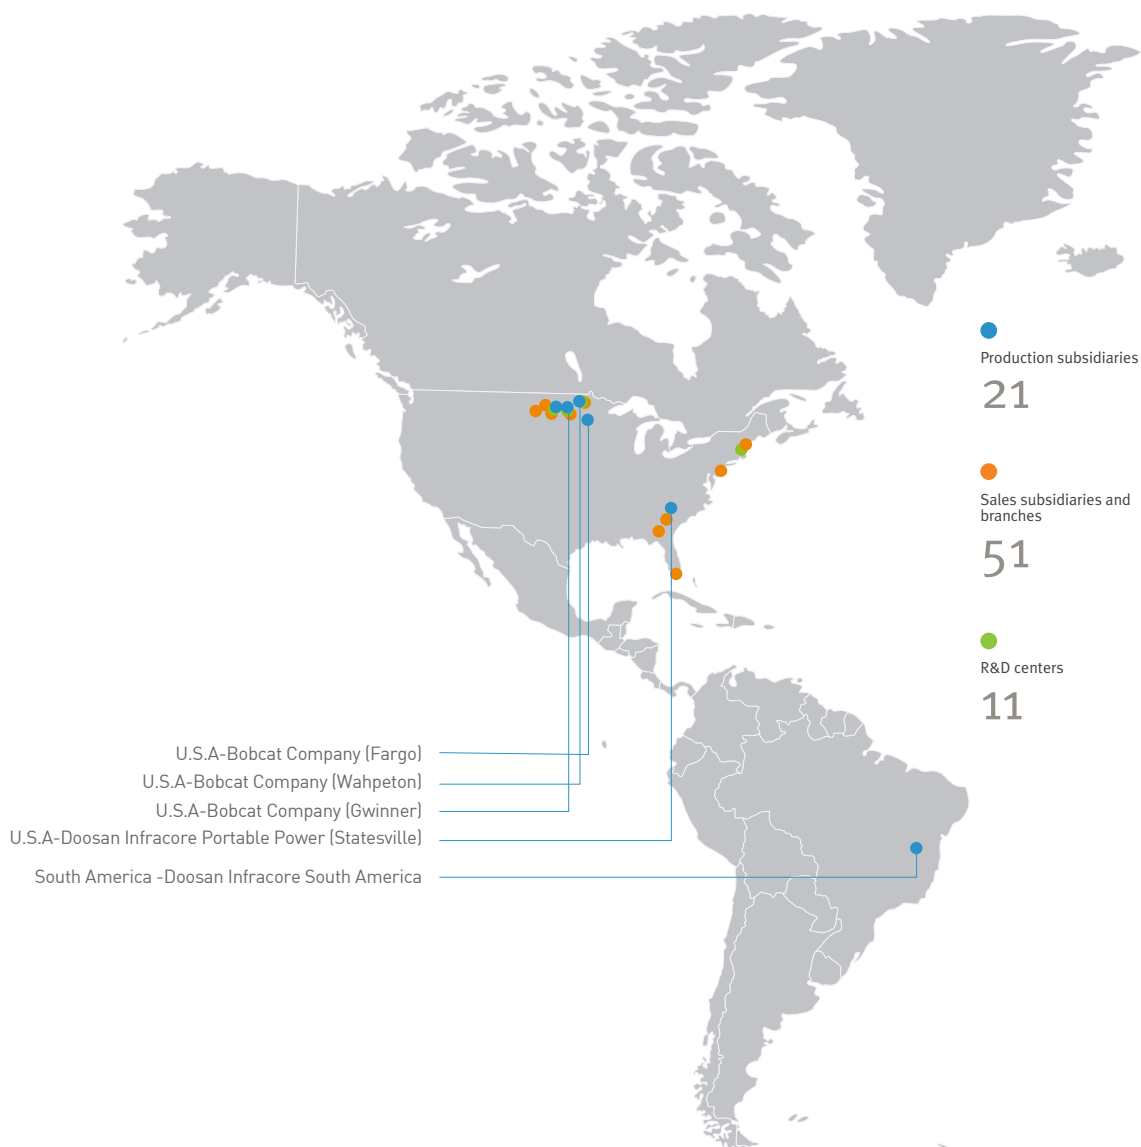 Production subsidiaries
21
Sales subsidiaries and
branches
51
R&D centers
11
U.S.A-Bobcat Company (Fargo)
U.S.A-Bobcat Company (Wahpeton)
U.S.A-Bobcat Company (Gwinner)
U.S.A-Doosan Infracore Portable Power (Statesville)
South America -Doosan Infracore South America